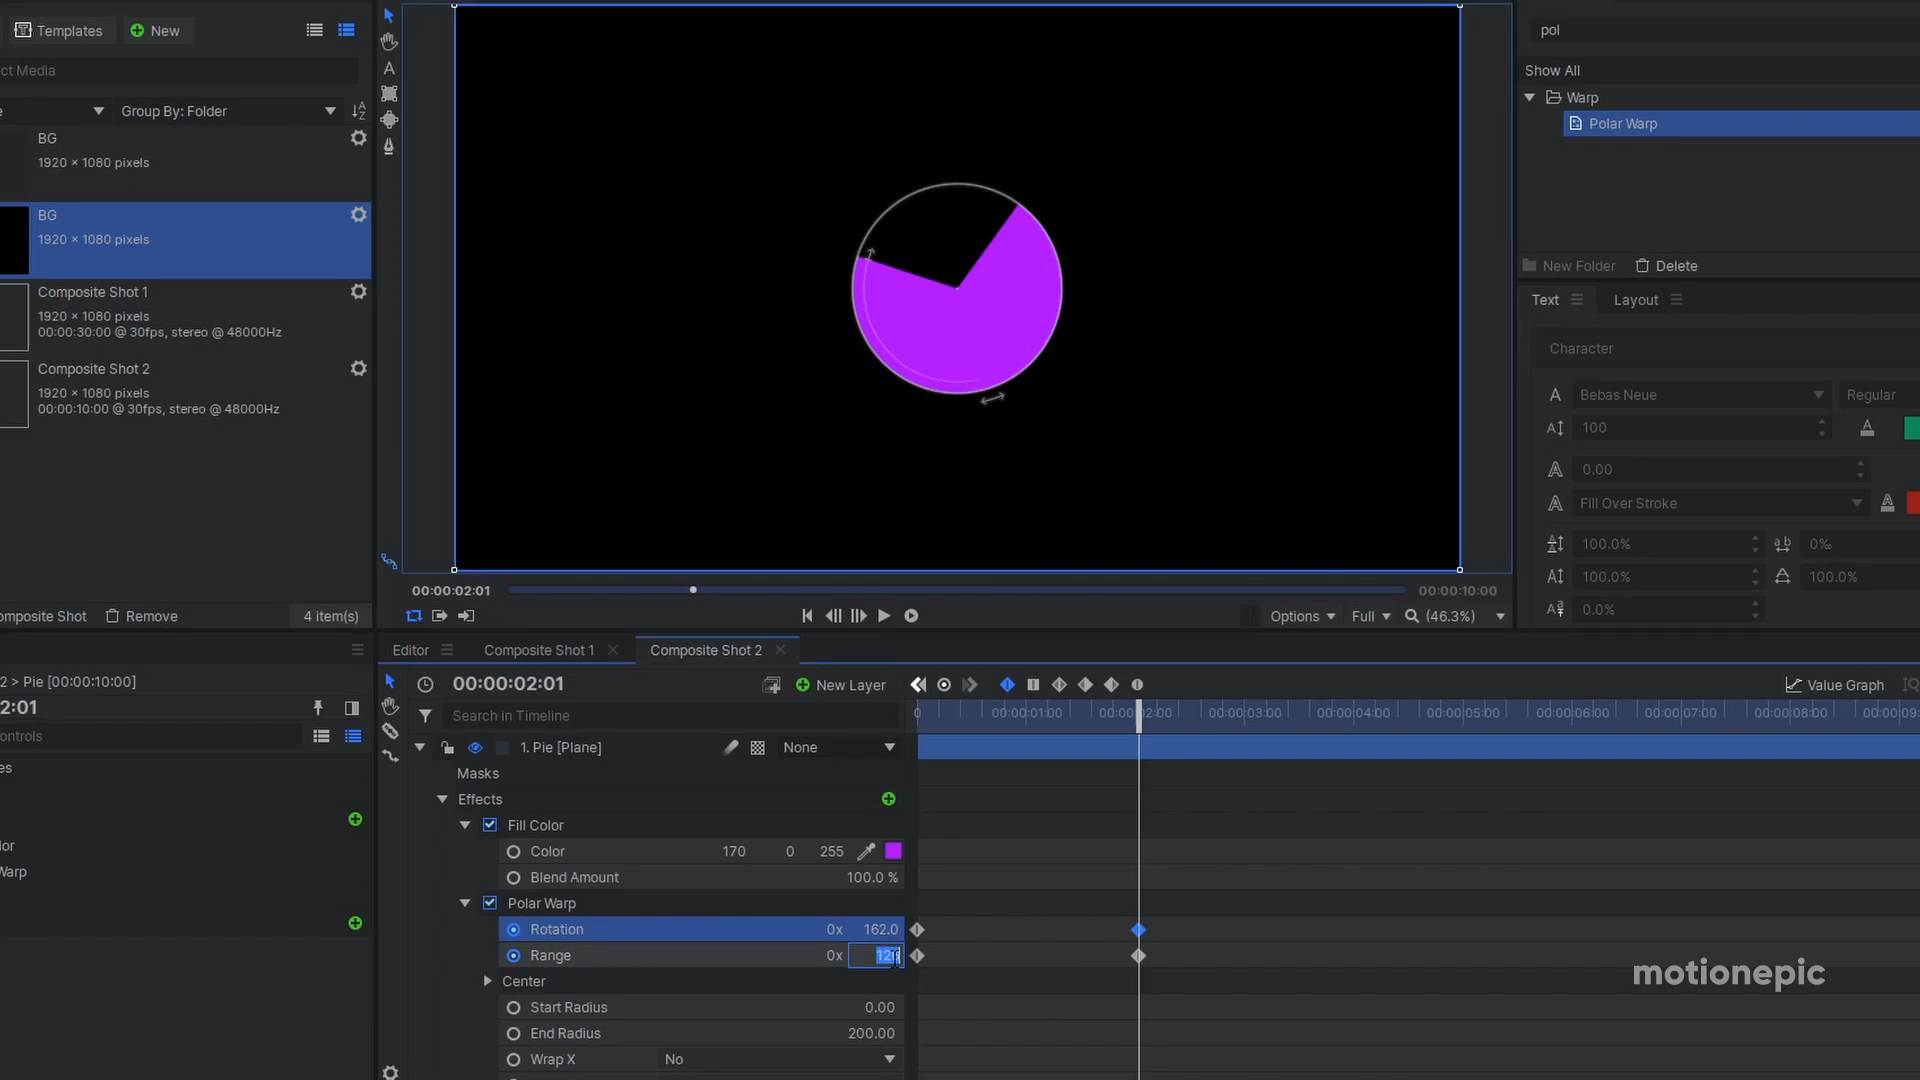 Templates
New
ct Media
e
Group By: Folder
BG
1920 × 1080 pixels
BG
1920 × 1080 pixels
Composite Shot 1
1920 × 1080 pixels
00:00:30:00 @ 30fps, stereo @ 48000Hz
Composite Shot 2
1920 × 1080 pixels
00:00:10:00 @ 30fps, stereo @ 48000Hz
omposite Shot
Remove
4 item(s)
00:00:02:01
00:00:10:00
Options
Full
(46.3%)
pol
Show All
Warp
Polar Warp
New Folder
Delete
Text
Layout
Character
Bebas Neue
Regular
100
0.00
Fill Over Stroke
100.0%
0‰
100.0%
100.0%
0.0%
2 > Pie [00:00:10:00]
2:01
ontrols
es
lor
Warp
Editor
Composite Shot 1
Composite Shot 2
00:00:02:01
New Layer
Value Graph
Search in Timeline
0
00:00:01:00
00:00:02:00
00:00:03:00
00:00:04:00
00:00:05:00
00:00:06:00
00:00:07:00
00:00:08:00
00:00:09:
1. Pie [Plane]
None
Masks
Effects
Fill Color
Color
170
0
255
Blend Amount
100.0 %
Polar Warp
Rotation
0x
162.0
Range
0x
Center
Start Radius
0.00
End Radius
200.00
Wrap X
No
motionepic